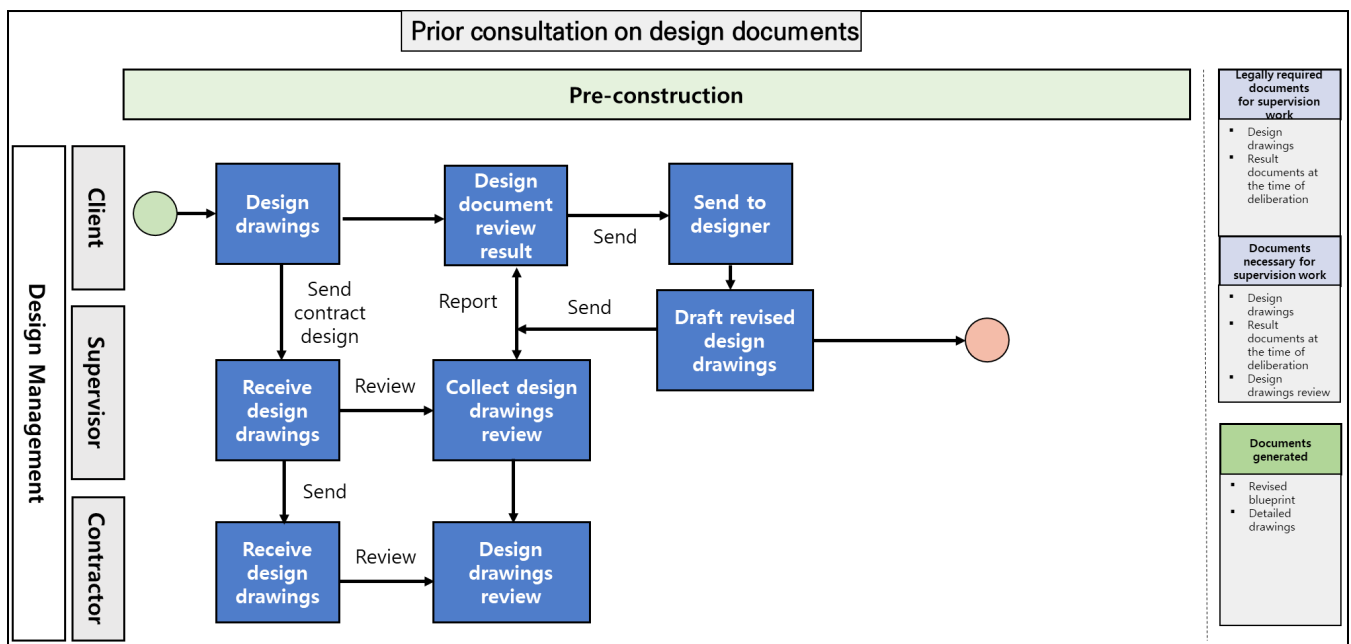 Prior consultation on design documents
Pre-construction
Design Management
Client
Supervisor
Contractor
Design
drawings
Design
document
review
result
Send
Send to
designer
Send
contract
design
Report
Send
Draft revised
design
drawings
Receive
design
drawings
Review
Collect design
drawings
review
Send
Receive
design
drawings
Review
Design
drawings
review
Legally required
documents
for supervision
work
▪ Design
drawings
▪ Result
documents at
the time of
deliberation
Documents
necessary for
supervision work
▪ Design
drawings
▪ Result
documents at
the time of
deliberation
▪ Design
drawings review
Documents
generated
▪ Revised
blueprint
▪ Detailed
drawings